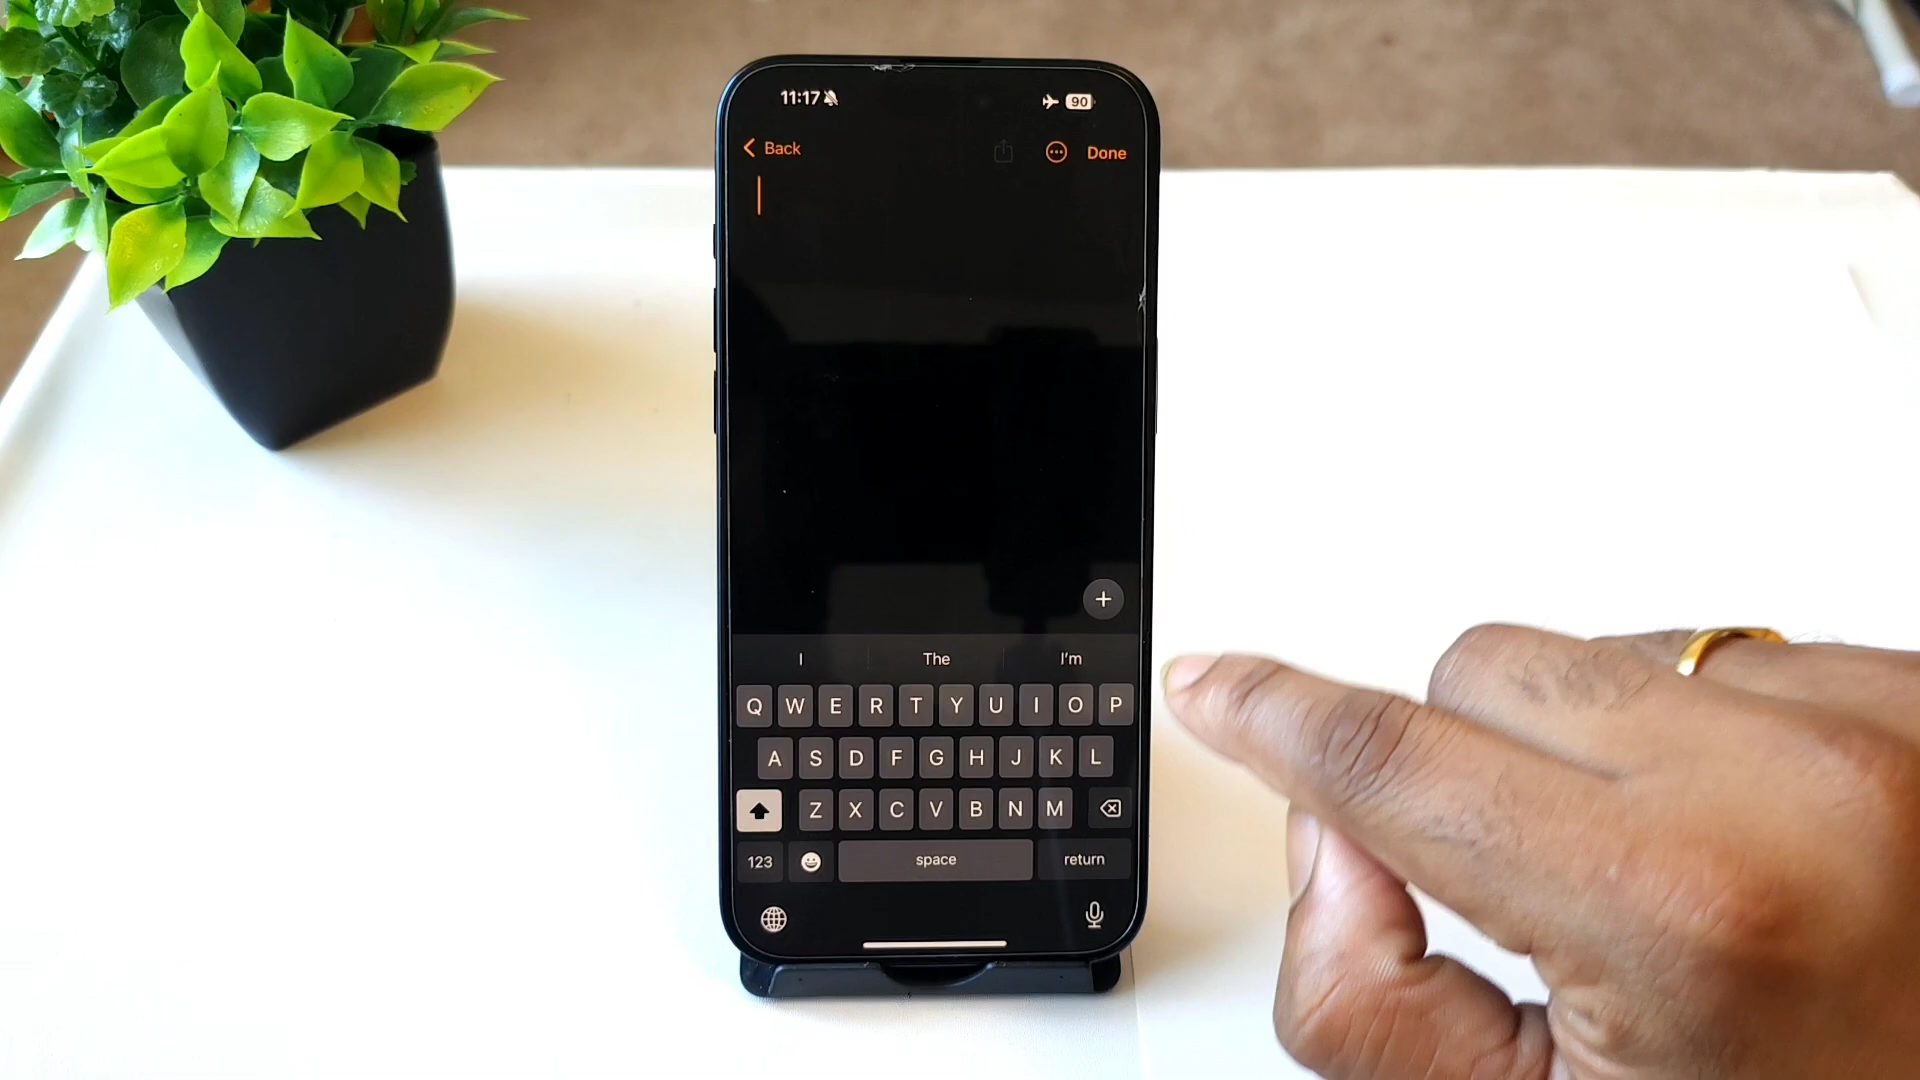 11:17 90
Back Done
I The I'm
Q W E R T Y U I O P
A S D F G H J K L
Z X C V B N M
123 space return